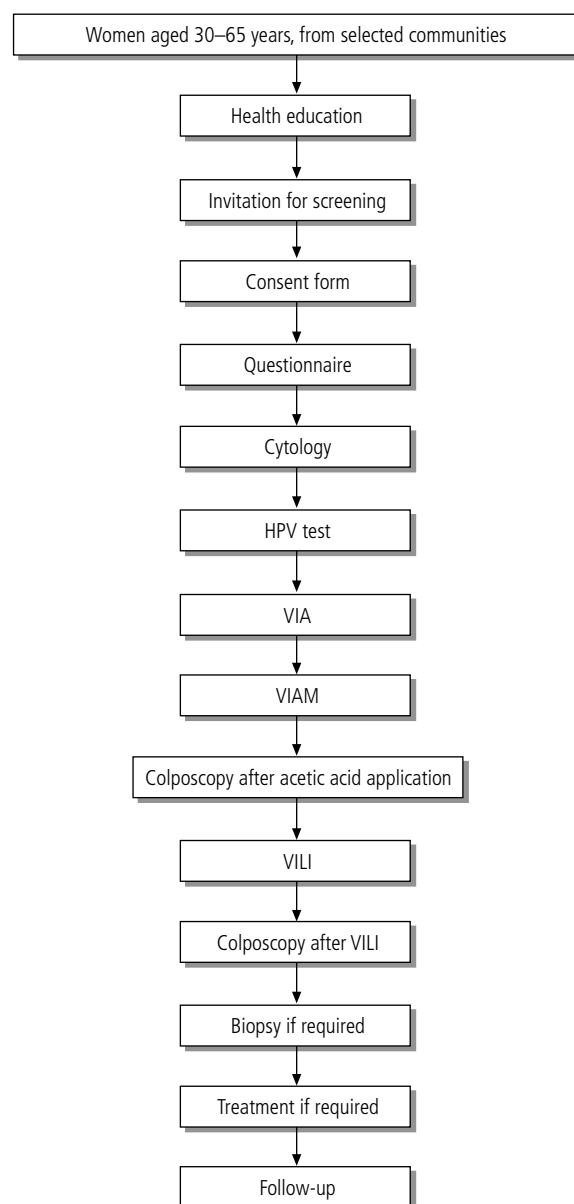 Women aged 30–65 years, from selected communities
Health education
Invitation for screening
Consent form
Questionnaire
Cytology
HPV test
VIA
VIAM
Colposcopy after acetic acid application
VILI
Colposcopy after VILI
Biopsy if required
Treatment if required
Follow-up